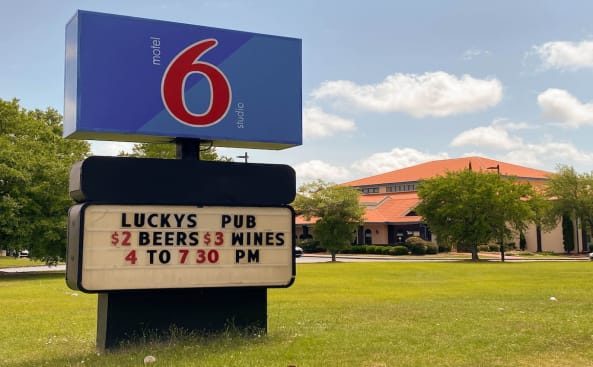 motel
6
studio
LUCKYS PUB
$2 BEERS $3 WINES
4 TO 7 30 PM